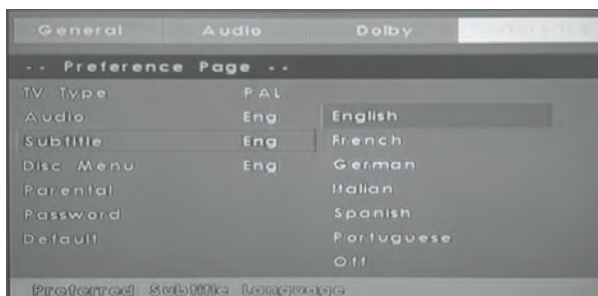 General Audio Dolby Preference
-- Preference Page --
TV Type PAL
Audio Eng English
Subtitle Eng French
Disc Menu Eng German
Parental Italian
Password Spanish
Default Portuguese
Off
Preferred Subtitle Language